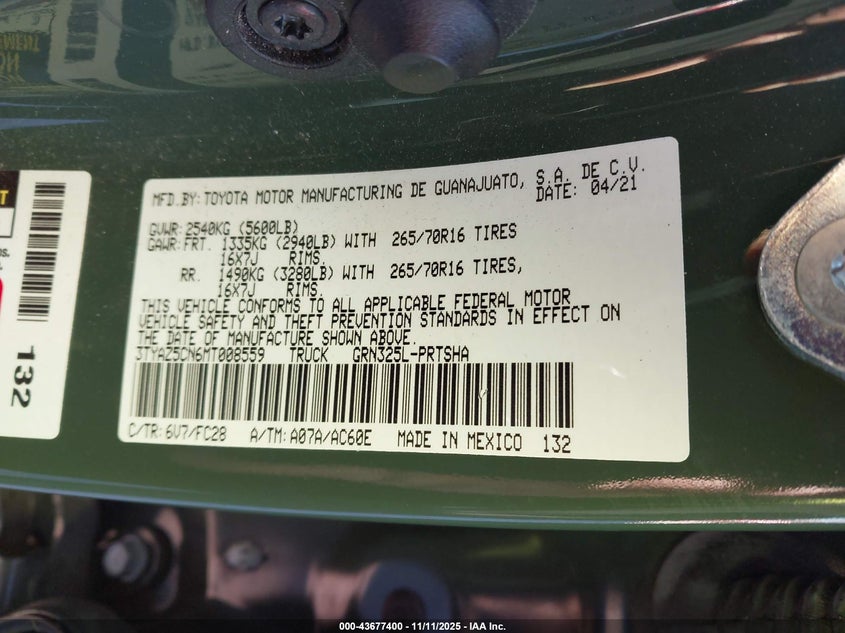 MFD.BY: TOYOTA MOTOR MANUFACTURING DE GUANAJUATO, S.A. DE C.V.
DATE: 04/21
GVWR: 2540KG (5600LB)
GAWR: FRT. 1335KG (2940LB) WITH 265/70R16 TIRES
16X7J RIMS,
RR. 1490KG (3280LB) WITH 265/70R16 TIRES,
16X7J RIMS,
THIS VEHICLE CONFORMS TO ALL APPLICABLE FEDERAL MOTOR
VEHICLE SAFETY AND THEFT PREVENTION STANDARDS IN EFFECT ON
THE DATE OF MANUFACTURE SHOWN ABOVE.
3TYAZ5CN6MT008559 TRUCK GRN325L-PRTSHA
C/TR: 6V7/FC28 A/TM: A07A/AC60E MADE IN MEXICO 132
132
000-43677400 - 11/11/2025 - IAA Inc.